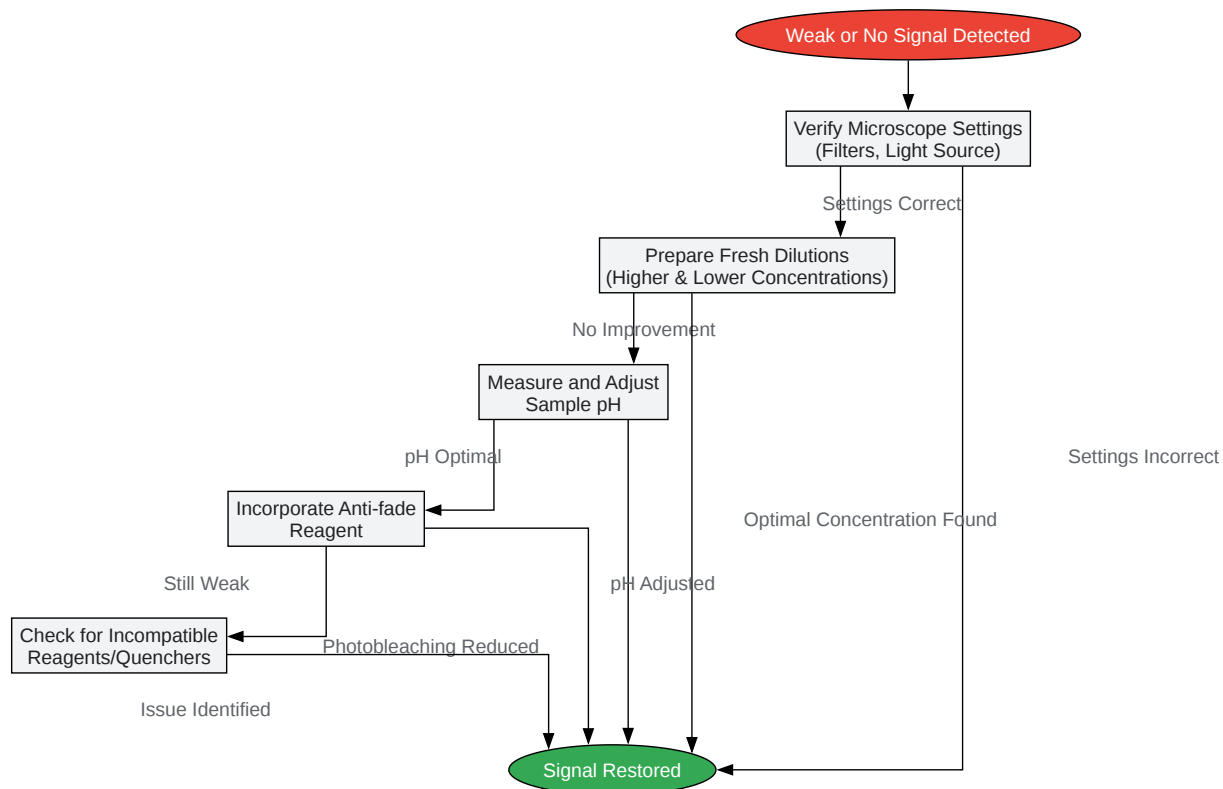 Weak or No Signal Detected
Verify Microscope Settings
(Filters, Light Source)
Settings Correct
Prepare Fresh Dilutions
(Higher & Lower Concentrations)
No Improvement
Measure and Adjust
Sample pH
pH Optimal
Settings Incorrect
Incorporate Anti-fade
Reagent
Optimal Concentration Found
Still Weak
pH Adjusted
Check for Incompatible
Reagents/Quenchers
Photobleaching Reduced
Issue Identified
Signal Restored